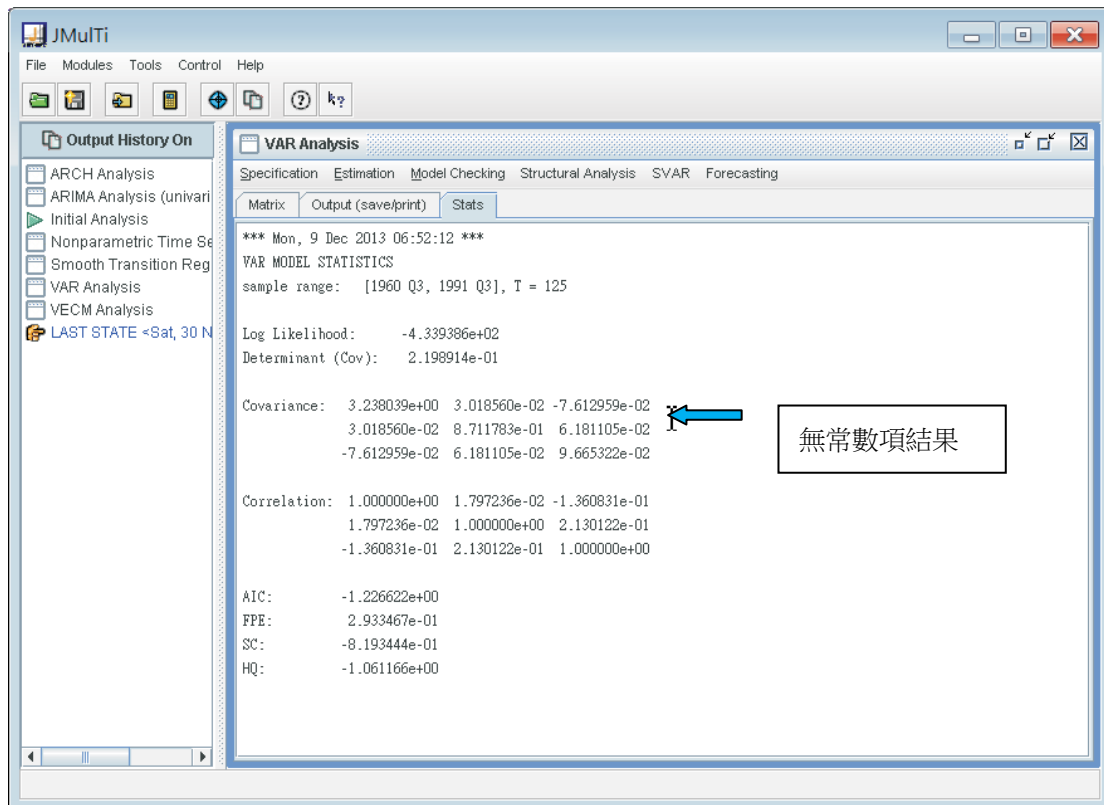 JMulTi
File Modules Tools Control Help
Output History On
ARCH Analysis
ARIMA Analysis (univari
Initial Analysis
Nonparametric Time Se
Smooth Transition Reg
VAR Analysis
VECM Analysis
LAST STATE <Sat, 30 N
VAR Analysis
Specification Estimation Model Checking Structural Analysis SVAR Forecasting
Matrix Output (save/print) Stats
*** Mon, 9 Dec 2013 06:52:12 ***
VAR MODEL STATISTICS
sample range: [1960 Q3, 1991 Q3], T = 125
Log Likelihood: -4.339386e+02
Determinant (Cov): 2.198914e-01
Covariance: 3.238039e+00 3.018560e-02 -7.612959e-02
3.018560e-02 8.711783e-01 6.181105e-02
-7.612959e-02 6.181105e-02 9.665322e-02
無常數項結果
Correlation: 1.000000e+00 1.797236e-02 -1.360831e-01
1.797236e-02 1.000000e+00 2.130122e-01
-1.360831e-01 2.130122e-01 1.000000e+00
AIC: -1.226622e+00
FPE: 2.933467e-01
SC: -8.193444e-01
HQ: -1.061166e+00